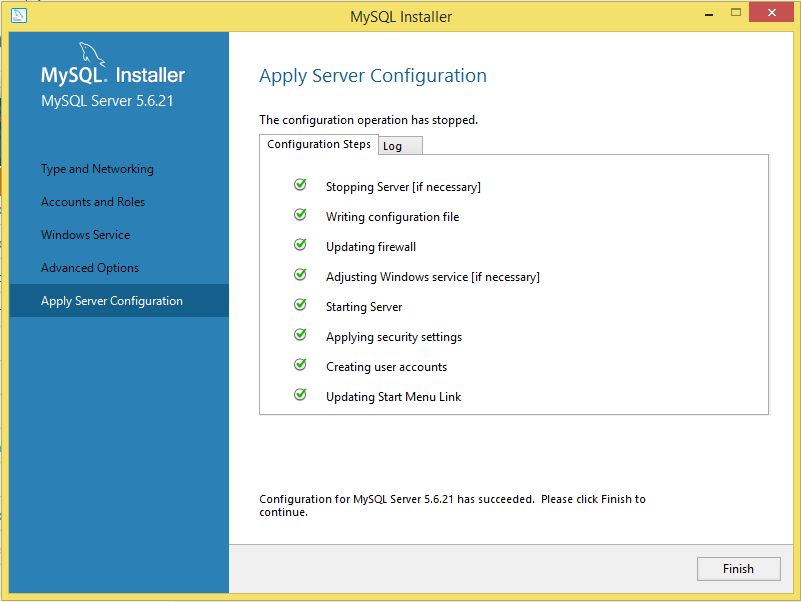 MySQL Installer
MySQL. Installer
MySQL Server 5.6.21
Type and Networking
Accounts and Roles
Windows Service
Advanced Options
Apply Server Configuration
Apply Server Configuration
The configuration operation has stopped.
Configuration Steps
Log
Stopping Server [if necessary]
Writing configuration file
Updating firewall
Adjusting Windows service [if necessary]
Starting Server
Applying security settings
Creating user accounts
Updating Start Menu Link
Configuration for MySQL Server 5.6.21 has succeeded.  Please click Finish to
continue.
Finish